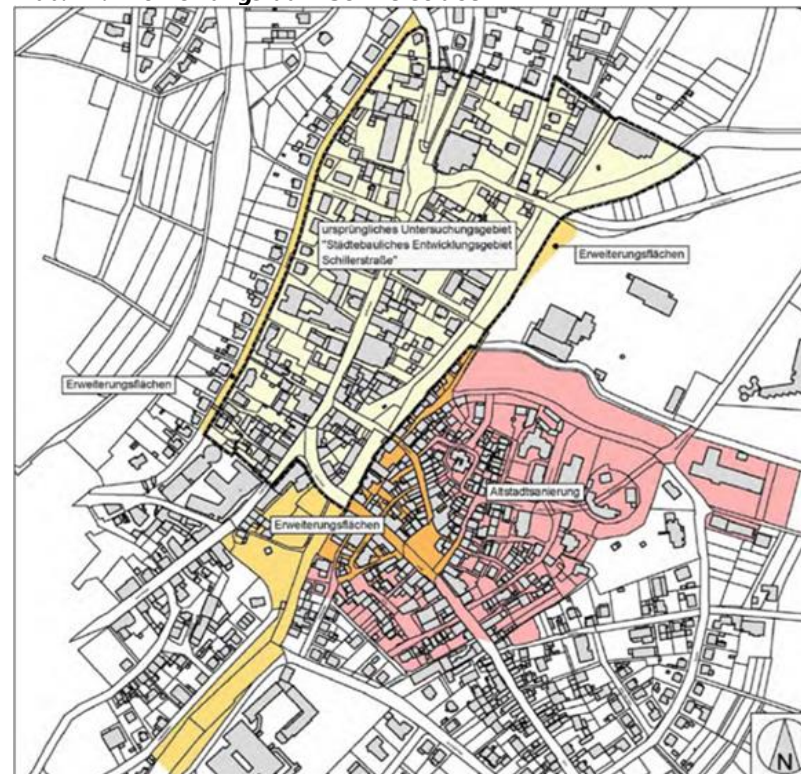 ursprüngliches Untersuchungsgebiet
"Städtebauliches Entwicklungsgebiet
Schillerstraße"
Erweiterungsflächen
Erweiterungsflächen
Altstadtsanierung
Erweiterungsflächen
N